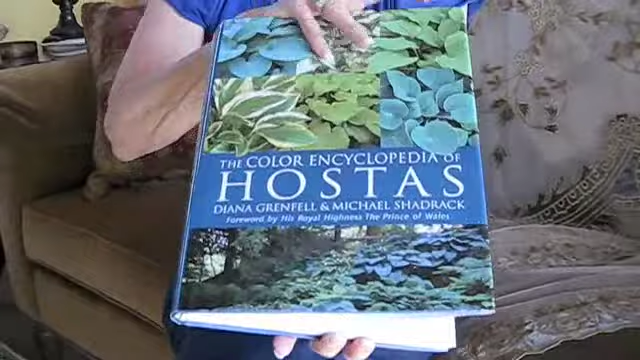 THE COLOR ENCYCLOPEDIA OF
HOSTAS
DIANA GRENFELL & MICHAEL SHADRACK
Foreword by His Royal Highness The Prince of Wales